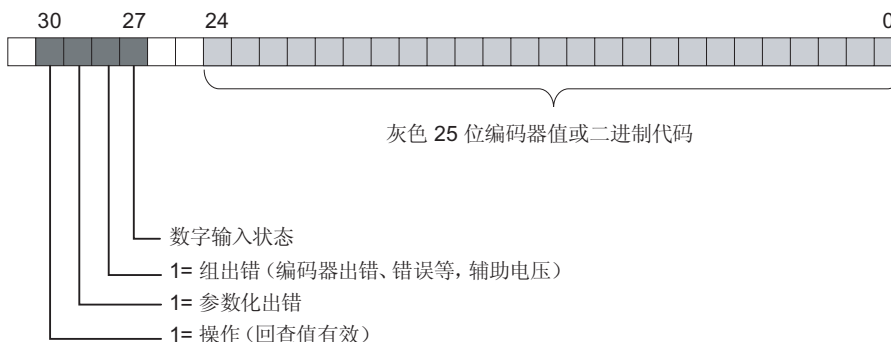 30 27 24 0
灰色 25 位编码器值或二进制代码
数字输入状态
1= 组出错（编码器出错、错误等，辅助电压）
1= 参数化出错
1= 操作（回查值有效）